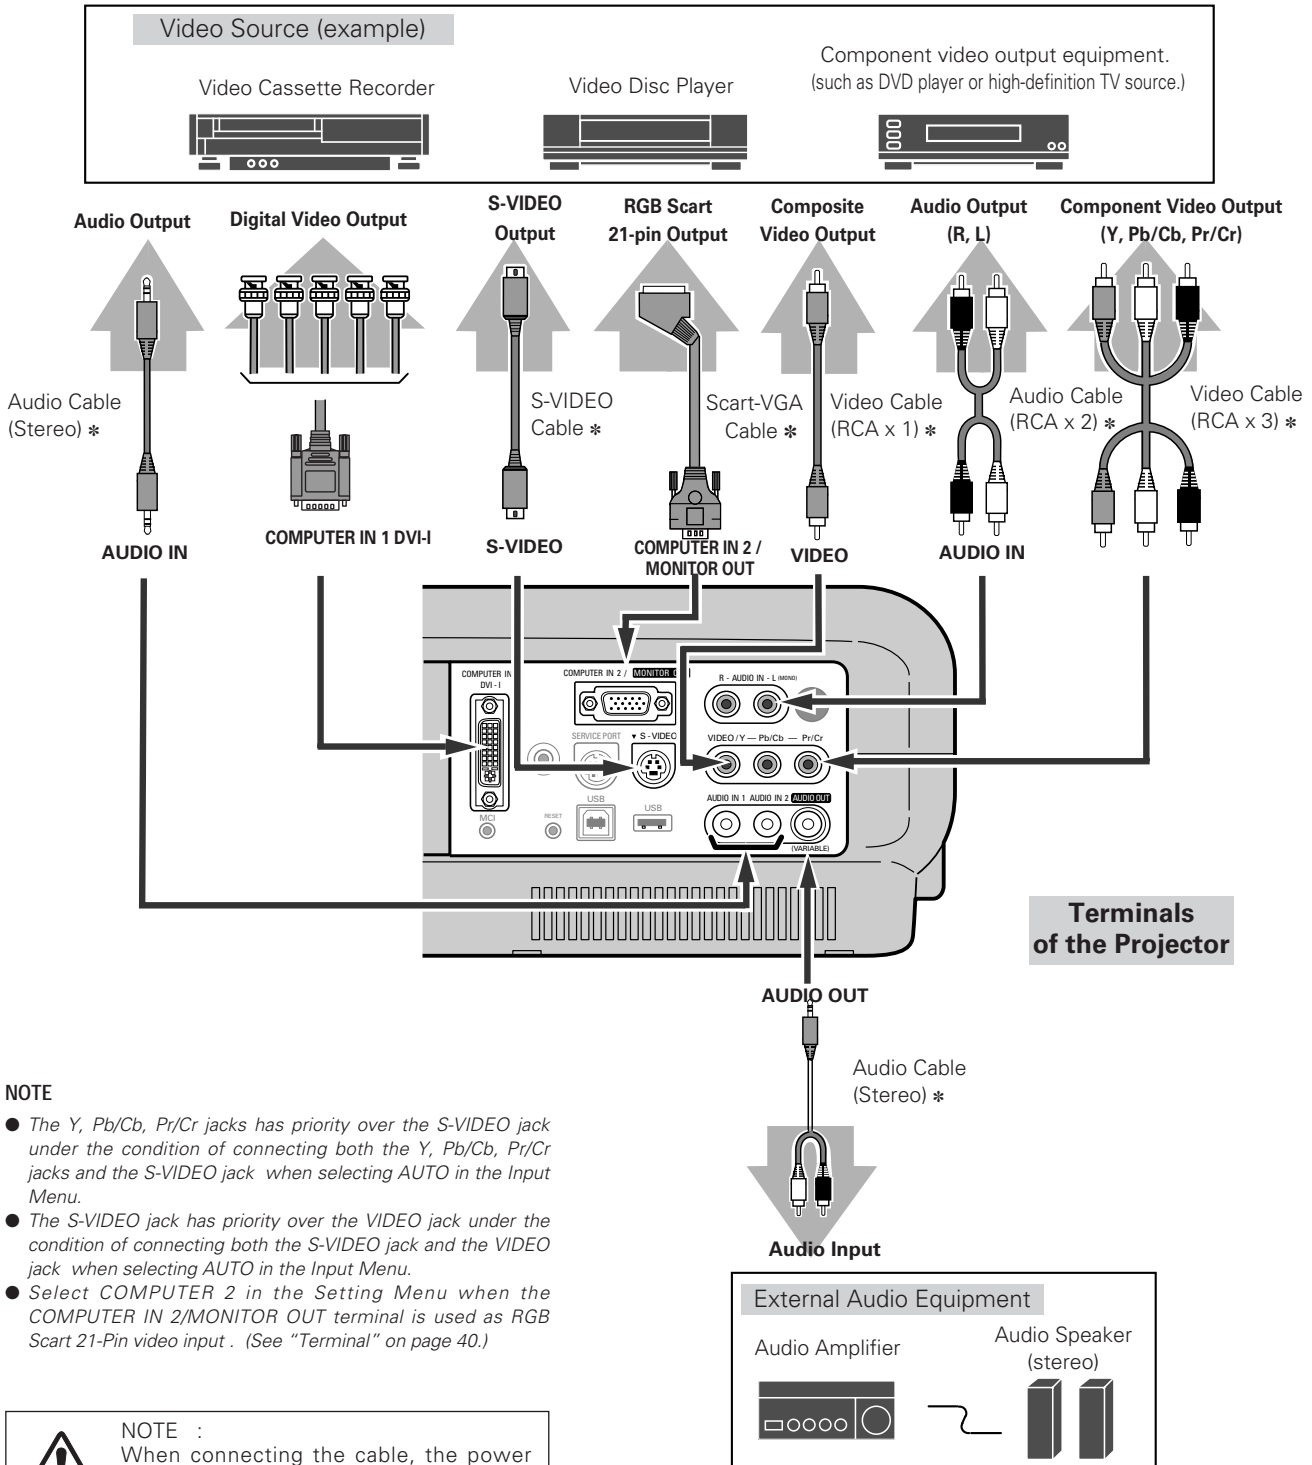 Video Source (example)
Video Cassette Recorder
Video Disc Player
Component video output equipment.
(such as DVD player or high-definition TV source.)
Audio Output
Digital Video Output
S-VIDEO
Output
RGB Scart
21-pin Output
Composite
Video Output
Audio Output
(R, L)
Component Video Output
(Y, Pb/Cb, Pr/Cr)
Audio Cable
(Stereo) ✻
S-VIDEO
Cable ✻
Scart-VGA
Cable ✻
Video Cable
(RCA x 1) ✻
Audio Cable
(RCA x 2) ✻
Video Cable
(RCA x 3) ✻
AUDIO IN
COMPUTER IN 1 DVI-I
S-VIDEO
COMPUTER IN 2 /
MONITOR OUT
VIDEO
AUDIO IN
COMPUTER IN
DVI - I
COMPUTER IN 2 / MONITOR
R - AUDIO IN - L (MONO)
SERVICE PORT
▼ S - VIDEO
VIDEO / Y — Pb/Cb — Pr/Cr
USB
USB
AUDIO IN 1 AUDIO IN 2 AUDIO OUT
MCI
RESET
(VARIABLE)
Terminals
of the Projector
AUDIO OUT
Audio Cable
(Stereo) ✻
Audio Input
External Audio Equipment
Audio Amplifier
Audio Speaker
(stereo)
NOTE
● The Y, Pb/Cb, Pr/Cr jacks has priority over the S-VIDEO jack
under the condition of connecting both the Y, Pb/Cb, Pr/Cr
jacks and the S-VIDEO jack when selecting AUTO in the Input
Menu.
● The S-VIDEO jack has priority over the VIDEO jack under the
condition of connecting both the S-VIDEO jack and the VIDEO
jack when selecting AUTO in the Input Menu.
● Select COMPUTER 2 in the Setting Menu when the
COMPUTER IN 2/MONITOR OUT terminal is used as RGB
Scart 21-Pin video input . (See “Terminal” on page 40.)
NOTE :
When connecting the cable, the power